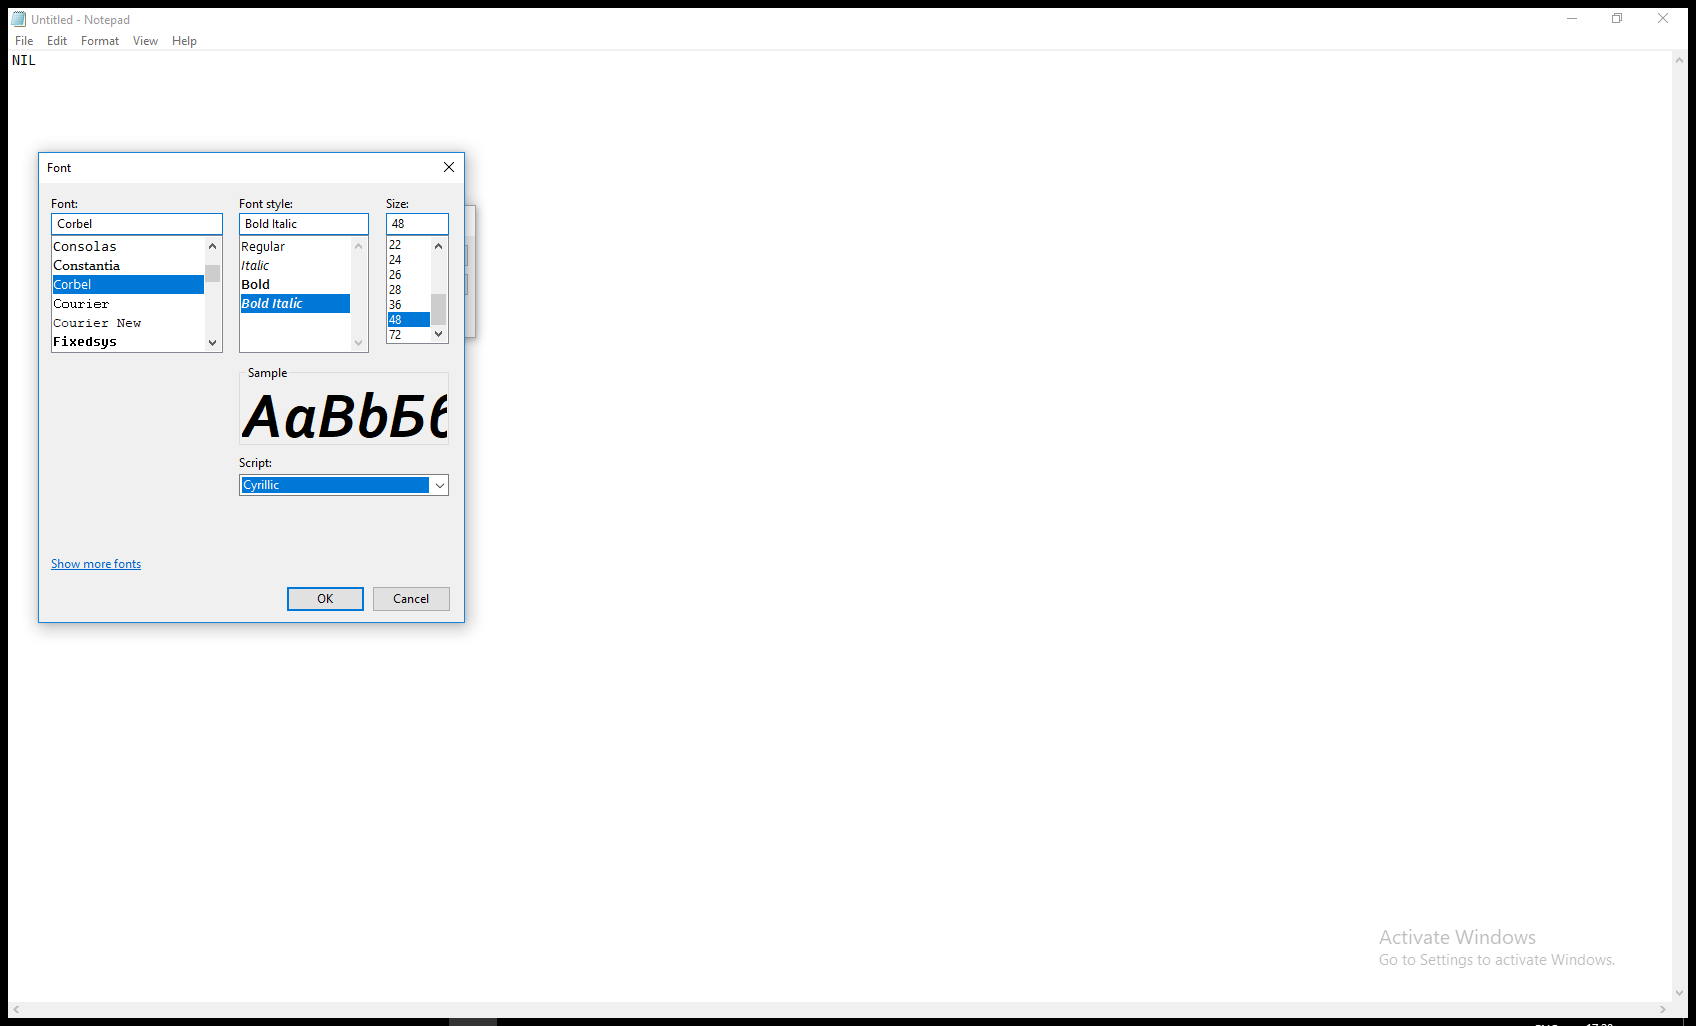 Untitled - Notepad
File Edit Format View Help
NIL
Font
Font: Font style: Size:
Corbel Bold Italic 48
Consolas
Constantia
Corbel
Courier
Courier New
Fixedsys
Regular
Italic
Bold
Bold Italic
22
24
26
28
36
48
72
Sample
AaBbБ
Script:
Cyrillic
Show more fonts
OK Cancel
Activate Windows
Go to Settings to activate Windows.